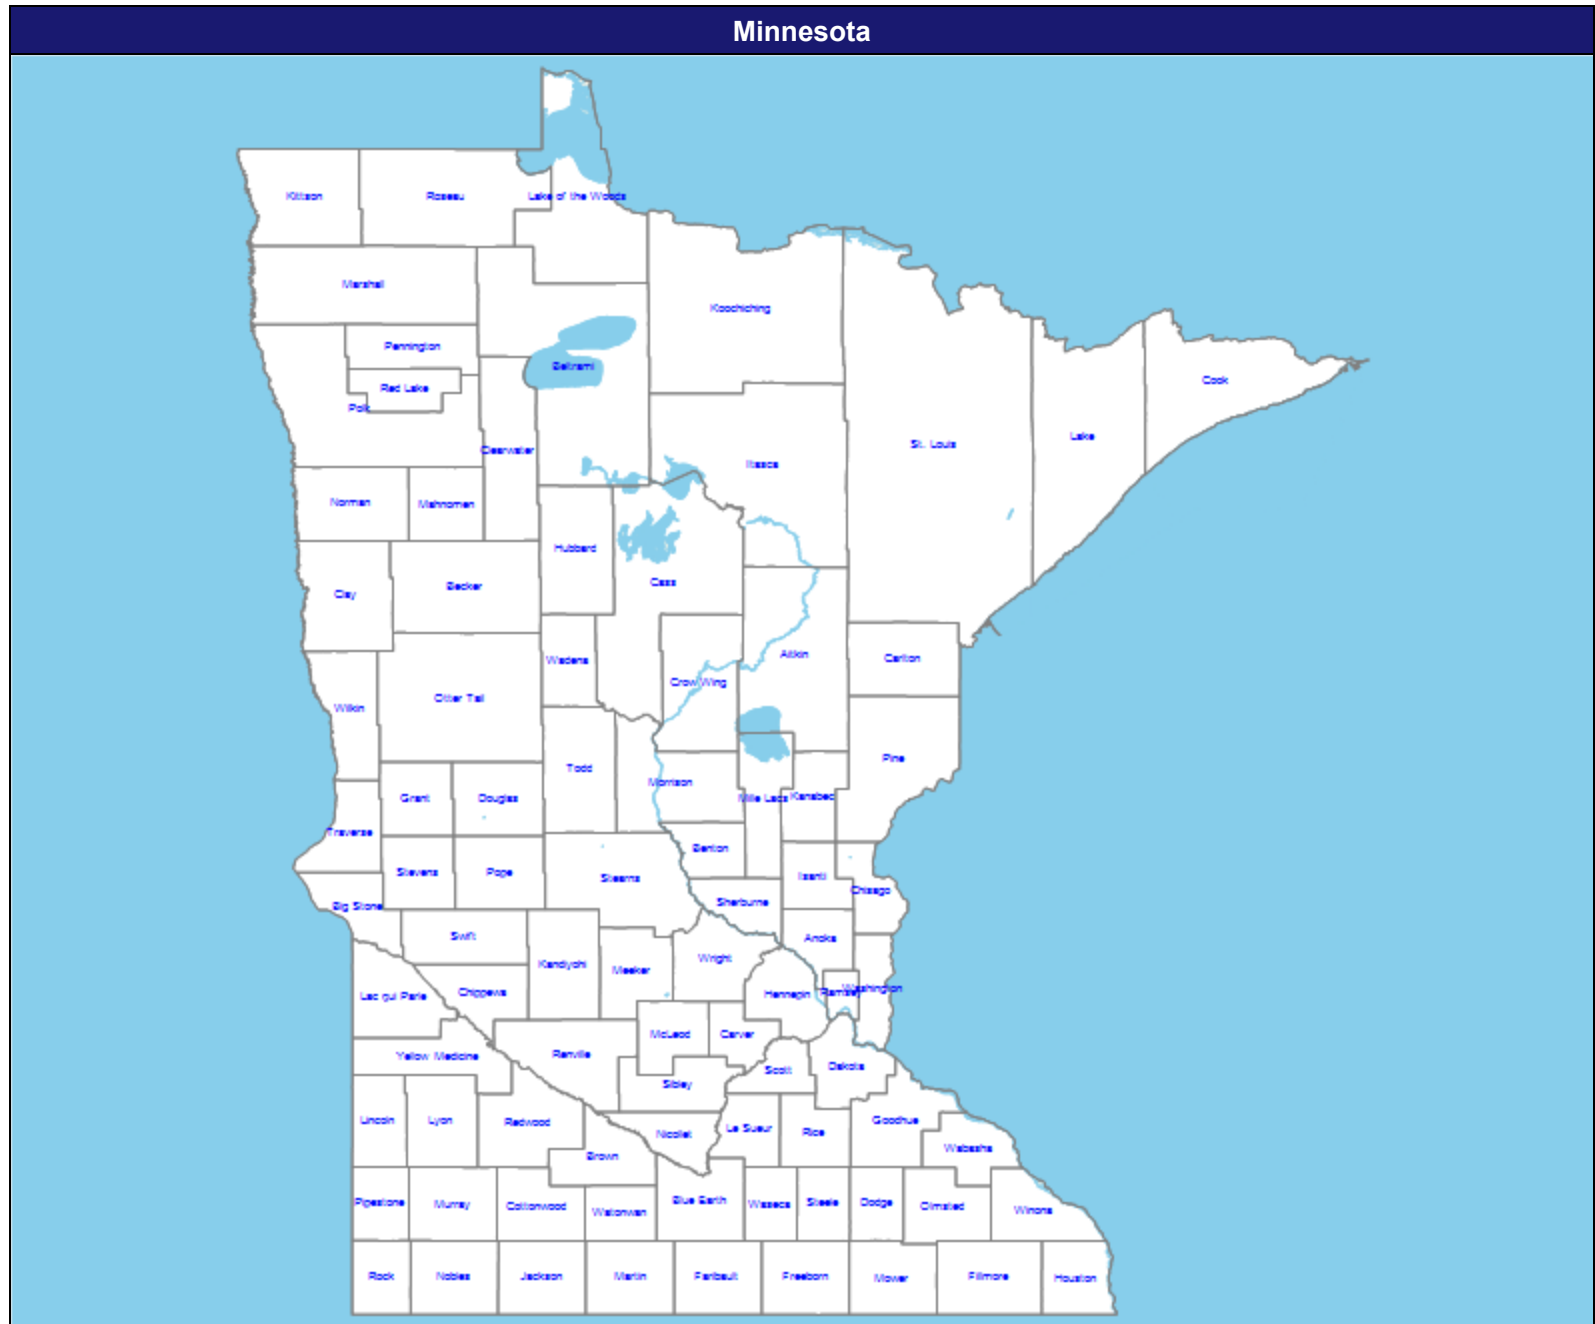 Minnesota
Kittson
Roseau
Lake of the Woods
Marshall
Koochiching
Pennington
Beltrami
Red Lake
Cook
Polk
Lake
St. Louis
Clearwater
Itasca
Norman
Mahnomen
Hubbard
Cass
Becker
Clay
Aitkin
Carlton
Wadena
Crow Wing
Otter Tail
Wilkin
Pine
Todd
Morrison
Grant
Douglas
Mille Lacs
Kanabec
Traverse
Benton
Stevens
Pope
Stearns
Isanti
Chisago
Sherburne
Big Stone
Swift
Anoka
Wright
Kandiyohi
Meeker
Washington
Ramsey
Hennepin
Chippewa
Lac qui Parle
McLeod
Carver
Renville
Yellow Medicine
Dakota
Scott
Sibley
Lincoln
Lyon
Redwood
Goodhue
Le Sueur
Rice
Nicollet
Wabasha
Brown
Blue Earth
Pipestone
Murray
Cottonwood
Watonwan
Waseca
Steele
Dodge
Olmsted
Winona
Rock
Nobles
Jackson
Martin
Faribault
Freeborn
Mower
Fillmore
Houston